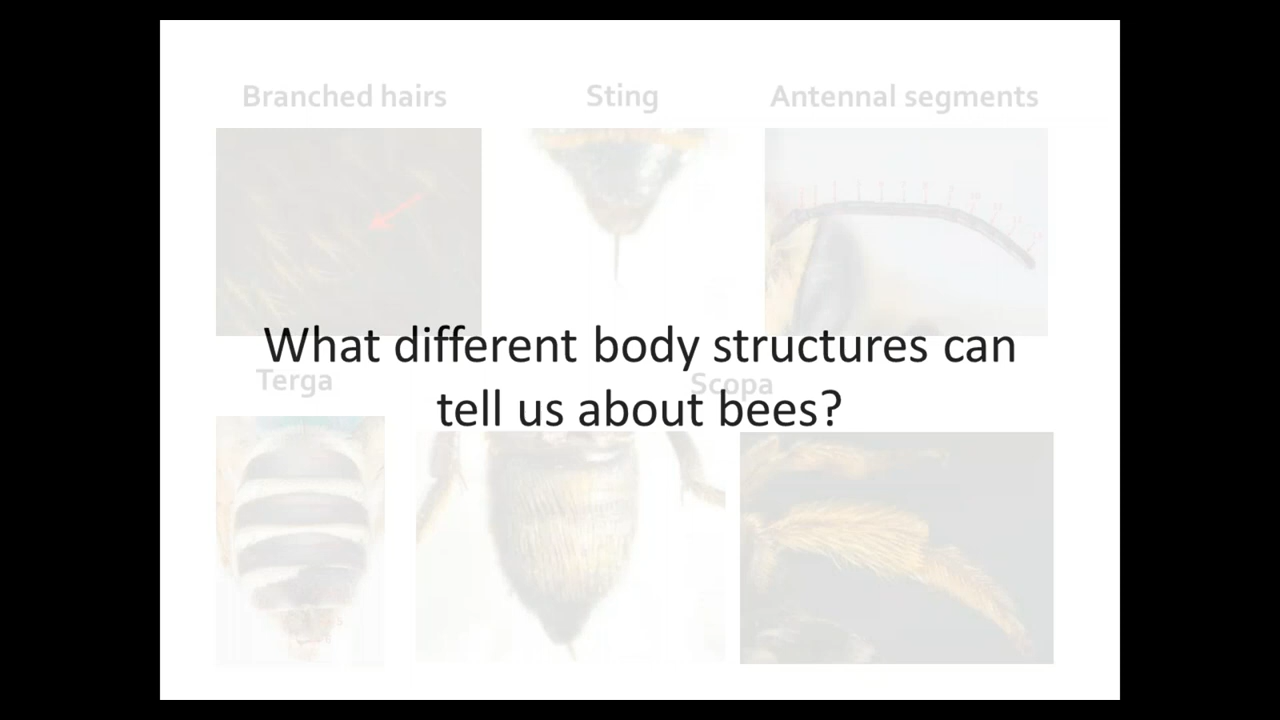 Branched hairs
Sting
Antennal segments
What different body structures can
Terga
Scopa
tell us about bees?